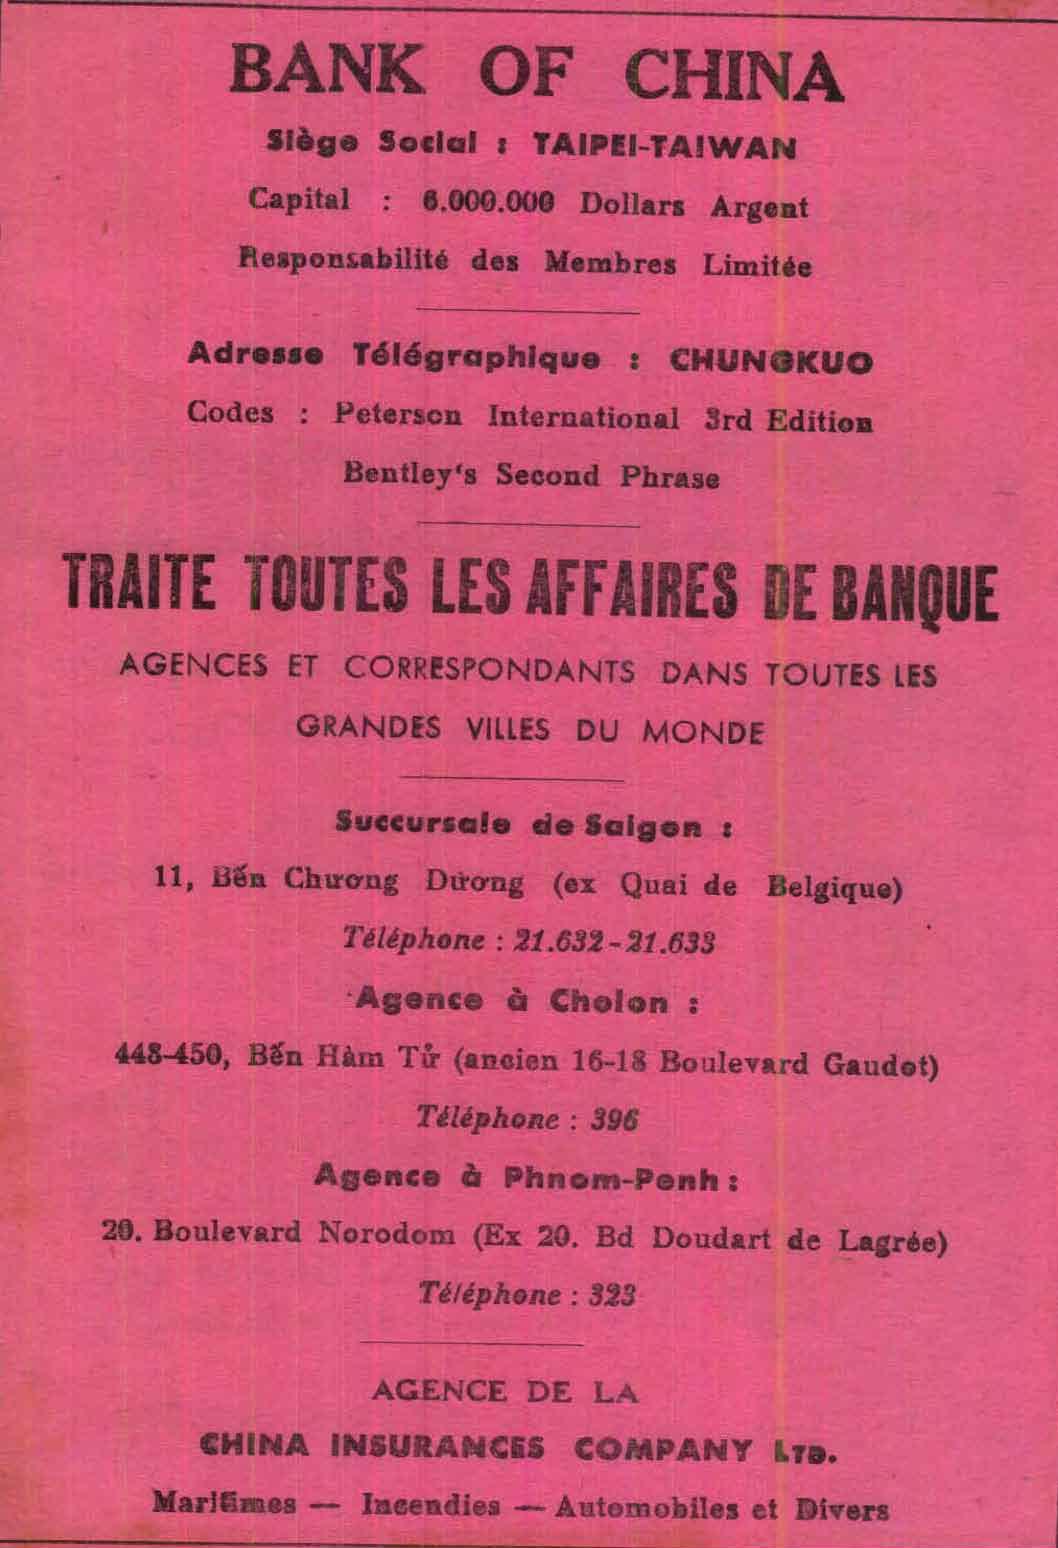 BANK OF CHINA
Siège Social : TAIPEI-TAIWAN
Capital : 6.000.000 Dollars Argent
Responsabilité des Membres Limitée
Adresse Télégraphique : CHUNGKUO
Codes : Peterson International 3rd Edition
Bentley's Second Phrase
TRAITE TOUTES LES AFFAIRES DE BANQUE
AGENCES ET CORRESPONDANTS DANS TOUTES LES
GRANDES VILLES DU MONDE
Succursale de Saigon :
11, Bến Chương Dương (ex Quai de Belgique)
Téléphone : 21.632 - 21.633
Agence à Cholon :
448-450, Bến Hàm Tử (ancien 16-18 Boulevard Gaudot)
Téléphone : 396
Agence à Phnom-Penh :
20. Boulevard Norodom (Ex 20. Bd Doudart de Lagrée)
Téléphone : 323
AGENCE DE LA
CHINA INSURANCES COMPANY LTD.
Maritimes — Incendies — Automobiles et Divers